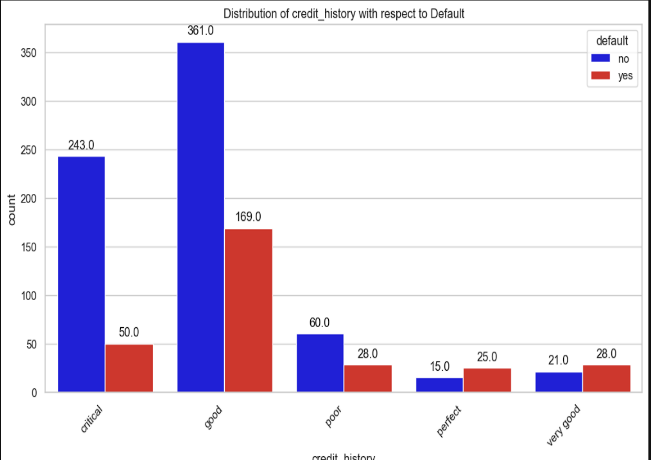 Distribution of credit_history with respect to Default
361.0
default
no
yes
350
300
250
200
150
100
50
0
count
243.0
50.0
169.0
60.0
28.0
15.0
25.0
21.0
28.0
critical
good
poor
perfect
very good
credit_history